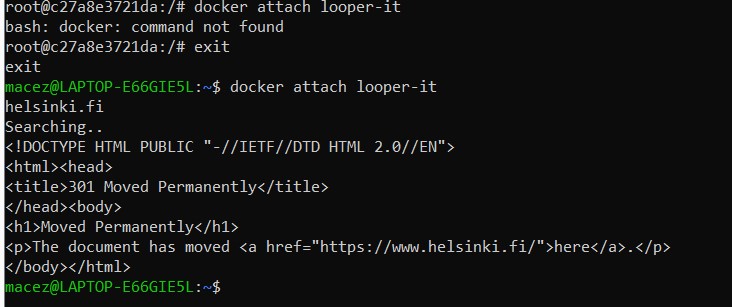 root@c27a8e3721da:/# docker attach looper-it
bash: docker: command not found
root@c27a8e3721da:/# exit
exit
macez@LAPTOP-E66GIE5L:~$ docker attach looper-it
helsinki.fi
Searching..
<!DOCTYPE HTML PUBLIC "-//IETF//DTD HTML 2.0//EN">
<html><head>
<title>301 Moved Permanently</title>
</head><body>
<h1>Moved Permanently</h1>
<p>The document has moved <a href="https://www.helsinki.fi/">here</a>.</p>
</body></html>
macez@LAPTOP-E66GIE5L:~$